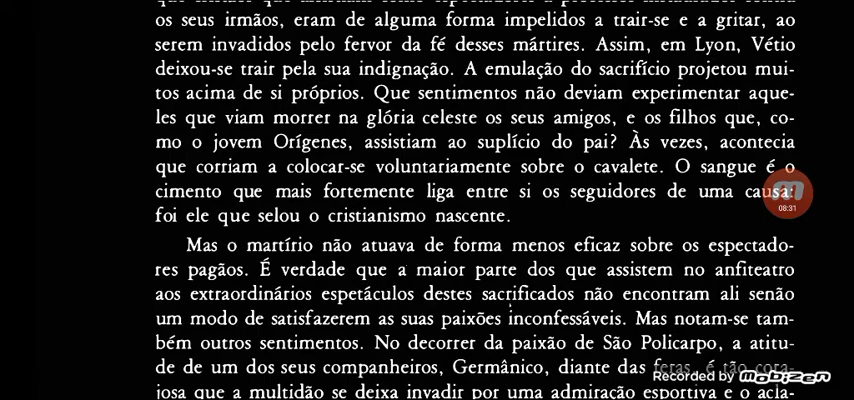 os seus irmãos, eram de alguma forma impelidos a trair-se e a gritar, ao
serem invadidos pelo fervor da fé desses mártires. Assim, em Lyon, Vétio
deixou-se trair pela sua indignação. A emulação do sacrifício projetou mui-
tos acima de si próprios. Que sentimentos não deviam experimentar aque-
les que viam morrer na glória celeste os seus amigos, e os filhos que, co-
mo o jovem Orígenes, assistiam ao suplício do pai? Às vezes, acontecia
que corriam a colocar-se voluntariamente sobre o cavalete. O sangue é o
cimento que mais fortemente liga entre si os seguidores de uma causa:
08:31
foi ele que selou o cristianismo nascente.
Mas o martírio não atuava de forma menos eficaz sobre os espectado-
res pagãos. É verdade que a maior parte dos que assistem no anfiteatro
aos extraordinários espetáculos destes sacrificados não encontram ali senão
um modo de satisfazerem as suas paixões inconfessáveis. Mas notam-se tam-
bém outros sentimentos. No decorrer da paixão de São Policarpo, a atitu-
de de um dos seus companheiros, Germânico, diante das feras, é tão cora-
Recorded by mobizen
josa que a multidão se deixa invadir por uma admiração esportiva e o acla-